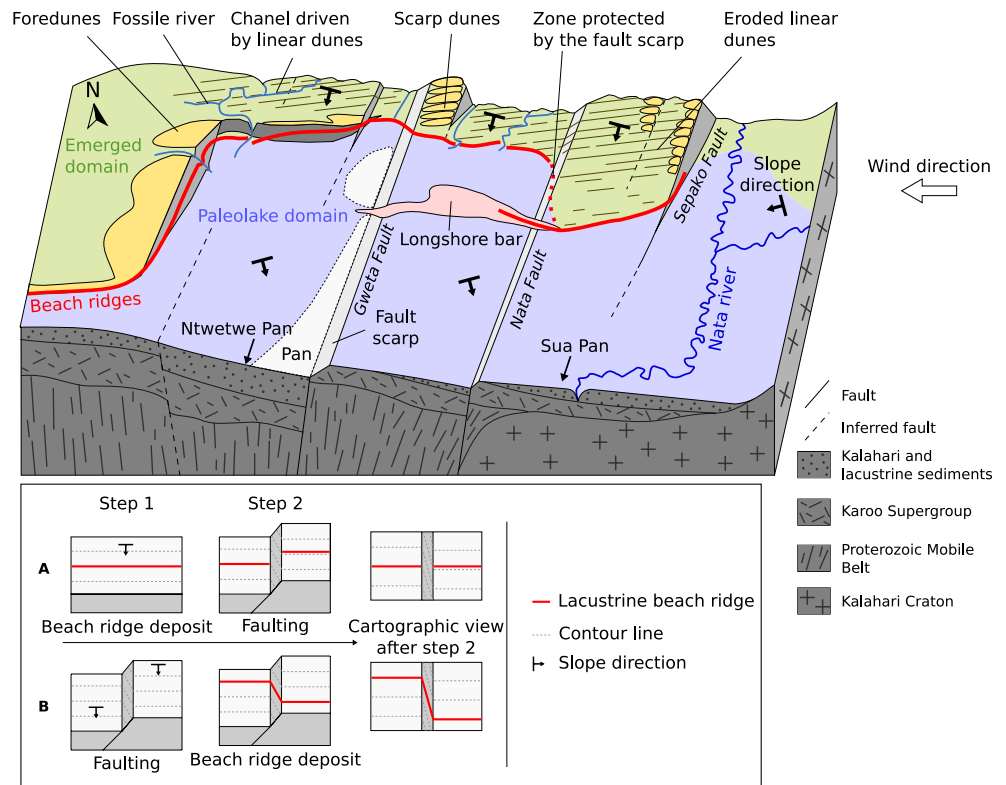 Foredunes
Fossile river
Chanel driven
by linear dunes
Scarp dunes
Zone protected
by the fault scarp
Eroded linear
dunes
N
Emerged
domain
Paleolake domain
Beach ridges
Longshore bar
Gweta Fault
Nata Fault
Sepako Fault
Slope
direction
Wind direction
Nata river
Ntwetwe Pan
Pan
Fault
scarp
Sua Pan
Fault
Inferred fault
Kalahari and
lacustrine sediments
Karoo Supergroup
Proterozoic Mobile
Belt
Kalahari Craton
Step 1
Step 2
A
Beach ridge deposit
Faulting
Cartographic view
after step 2
B
Faulting
Beach ridge deposit
Lacustrine beach ridge
Contour line
Slope direction